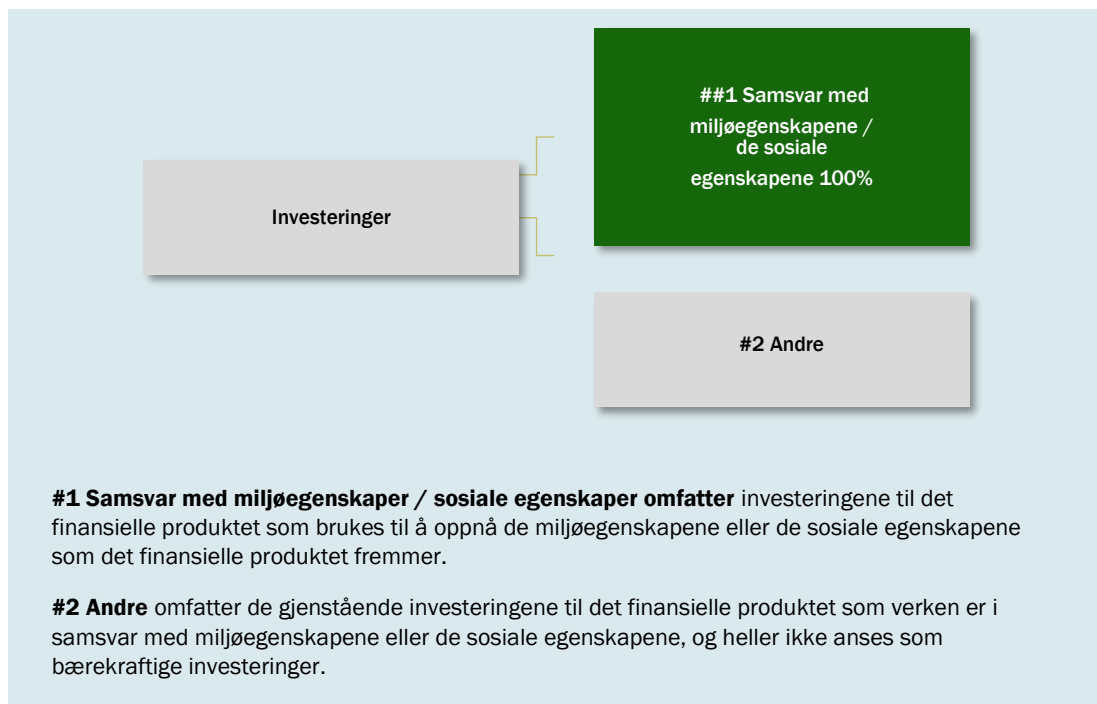 ##1 Samsvar med
miljøegenskapene /
de sosiale
egenskapene 100%
Investeringer
#2 Andre
#1 Samsvar med miljøegenskaper / sosiale egenskaper omfatter investeringene til det
finansielle produktet som brukes til å oppnå de miljøegenskapene eller de sosiale egenskapene
som det finansielle produktet fremmer.
#2 Andre omfatter de gjenstående investeringene til det finansielle produktet som verken er i
samsvar med miljøegenskapene eller de sosiale egenskapene, og heller ikke anses som
bærekraftige investeringer.